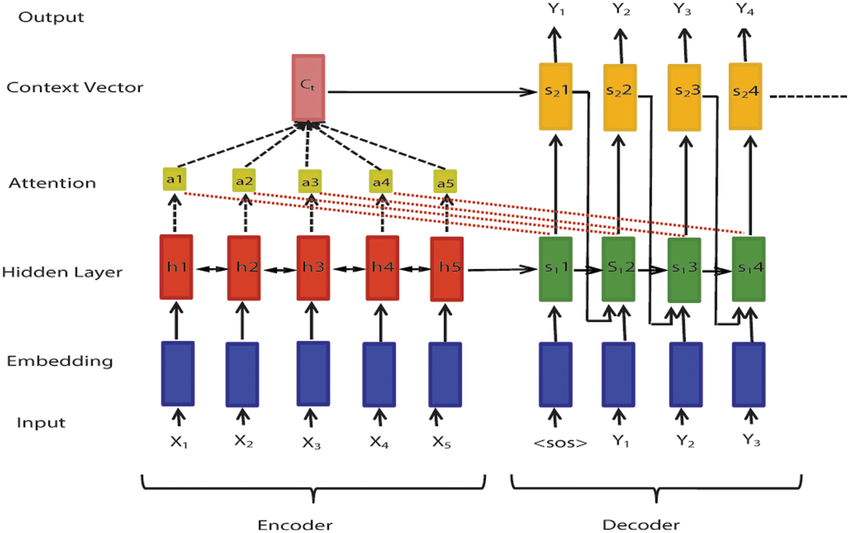 Output Y₁ Y₂ Y₃ Y₄
Context Vector Cₜ s₂1 s₂2 s₂3 s₂4
Attention a1 a2 a3 a4 a5
Hidden Layer h1 h2 h3 h4 h5 s₁1 S₁2 s₁3 s₁4
Embedding
Input X₁ X₂ X₃ X₄ X₅ <sos> Y₁ Y₂ Y₃
Encoder Decoder